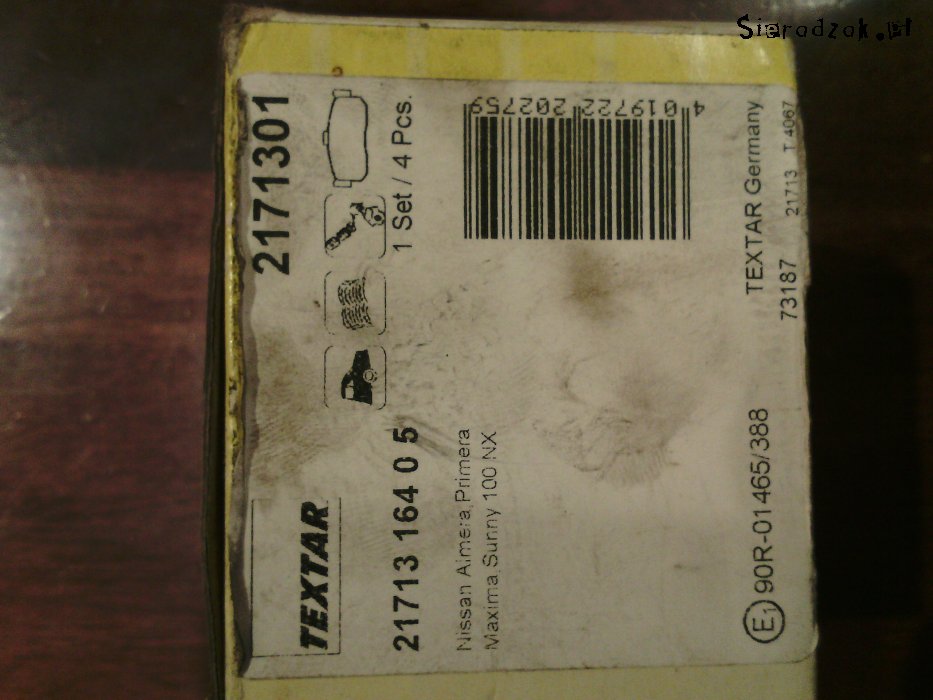 Sieradzak.pl
TEXTAR
2171301
21713 164 0 5
1 Set / 4 Pcs.
Nissan Almera, Primera
Maxima, Sunny 100 NX
4 019722 202759
E1 90R-01465/388
TEXTAR Germany
73187
21713 T 4067